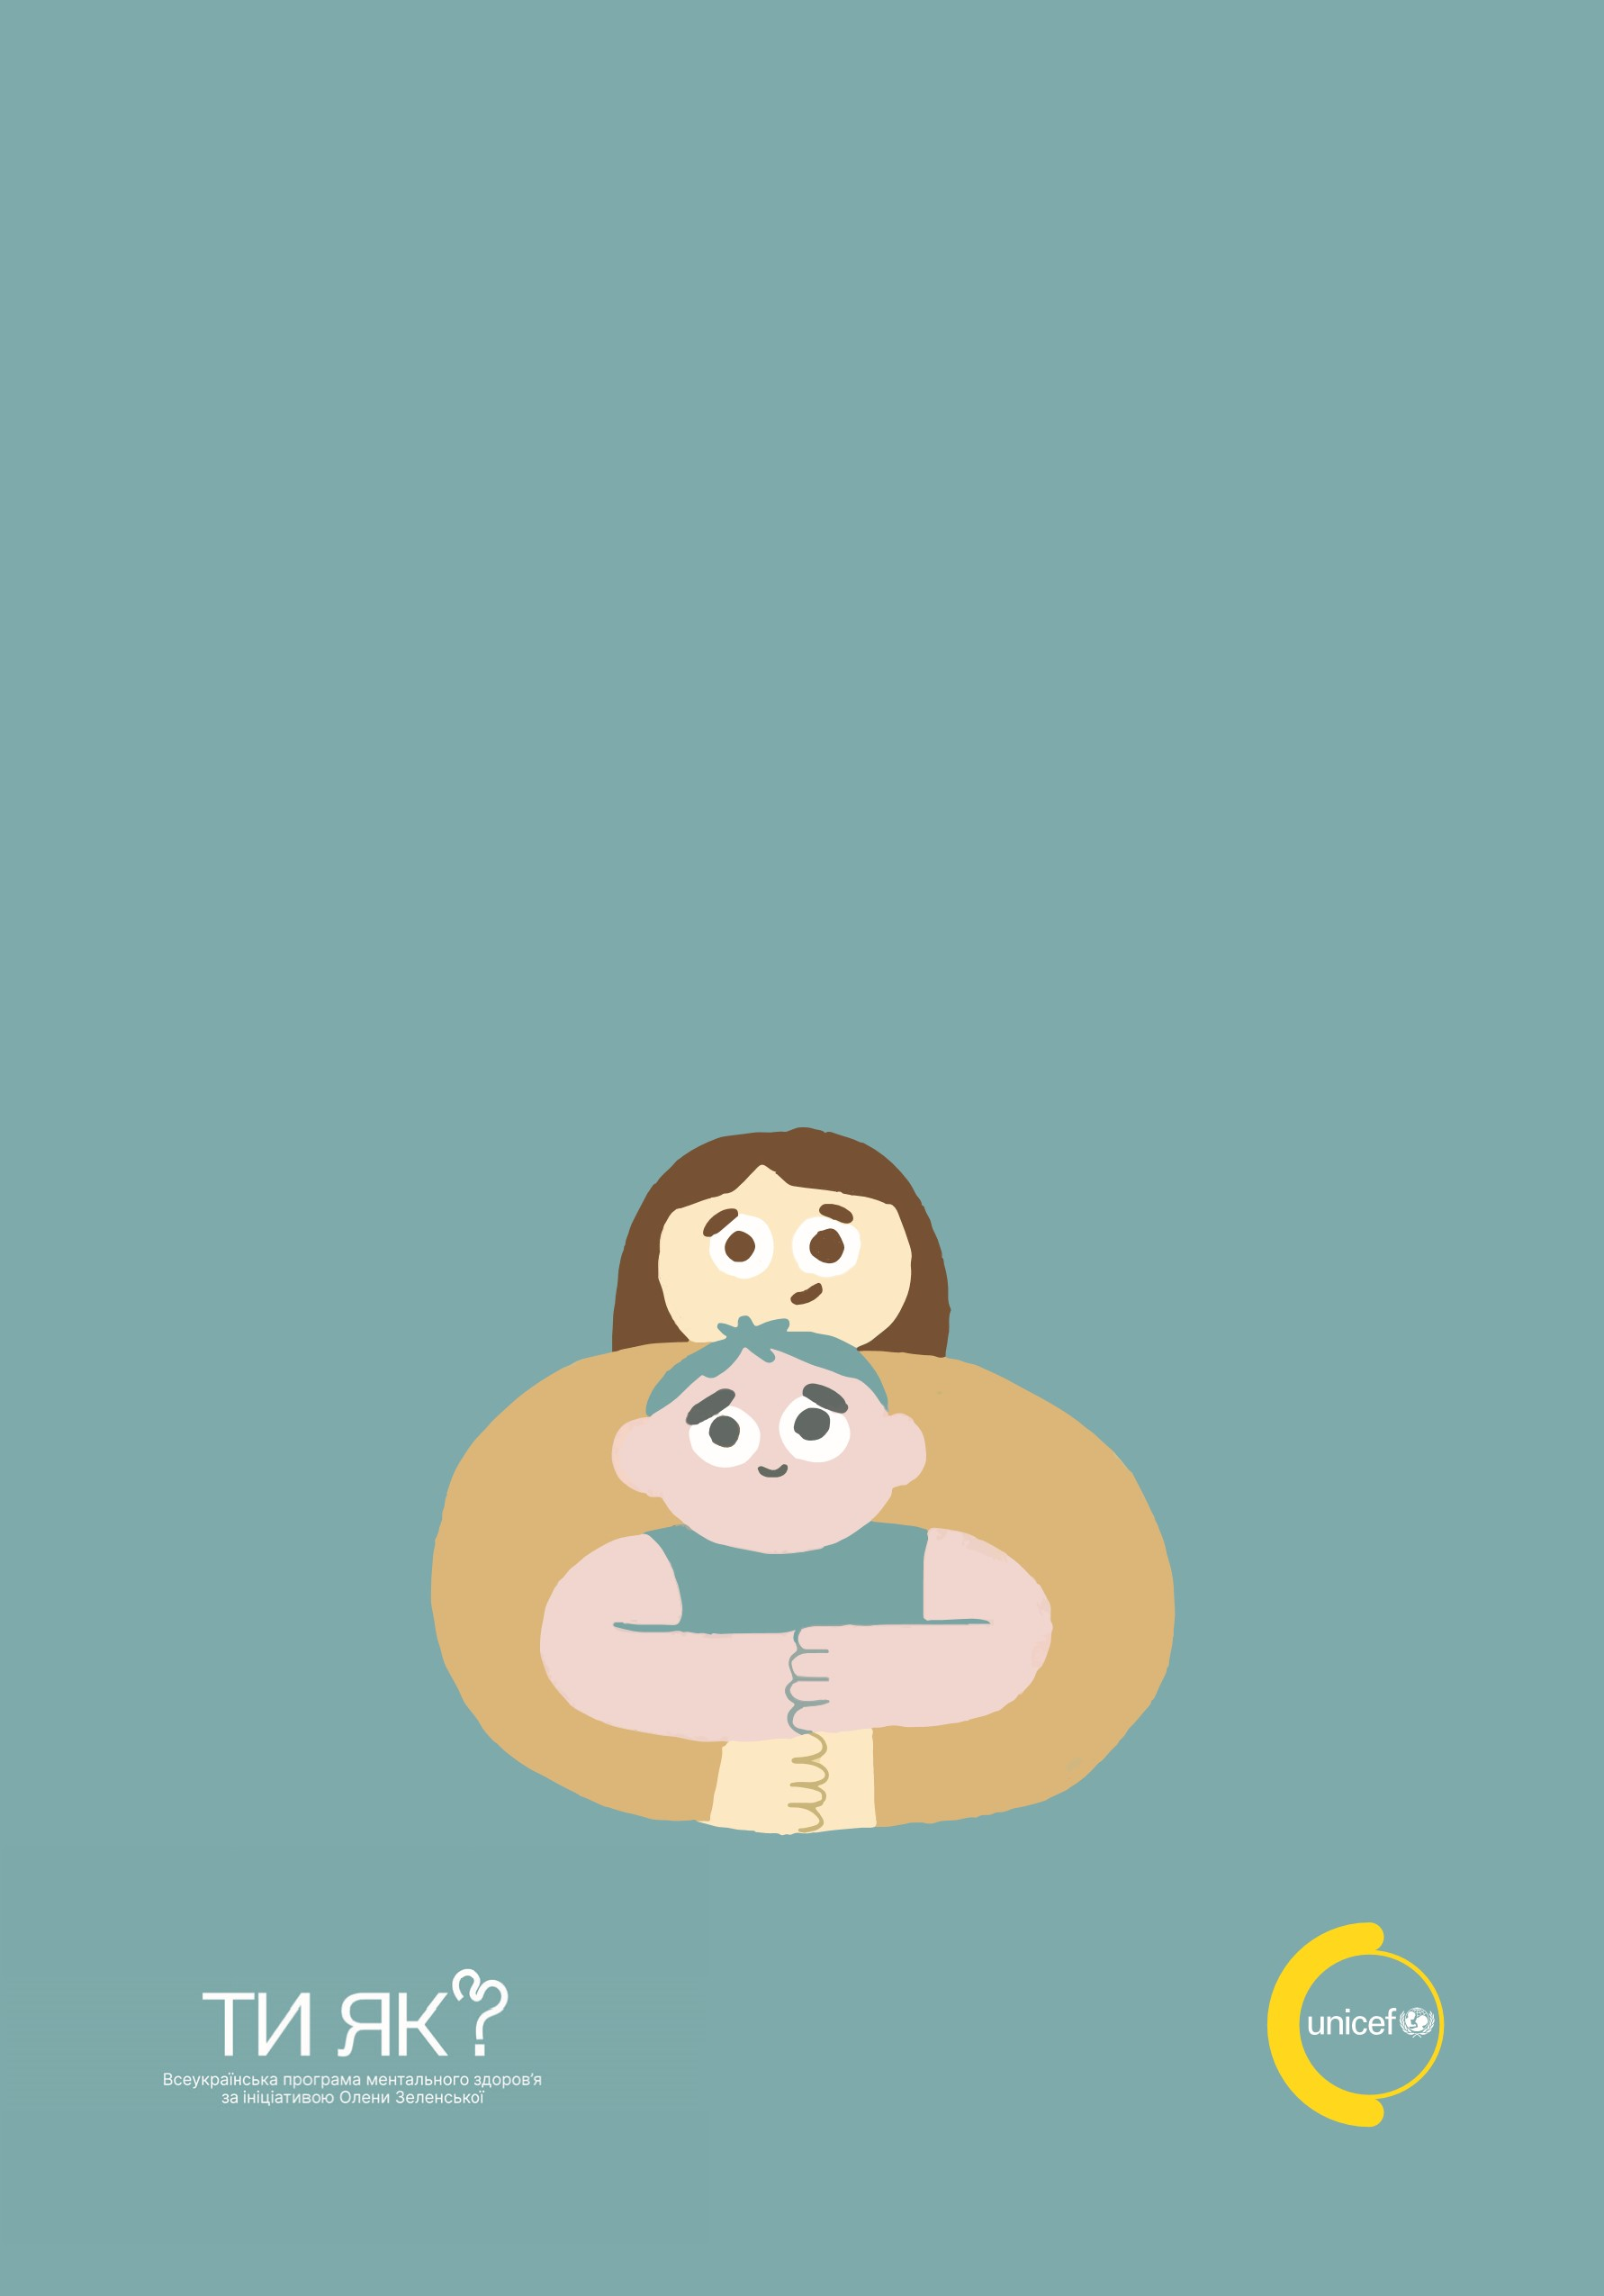 ТИ ЯК?
Всеукраїнська програма ментального здоров'я
за ініціативою Олени Зеленської
unicef